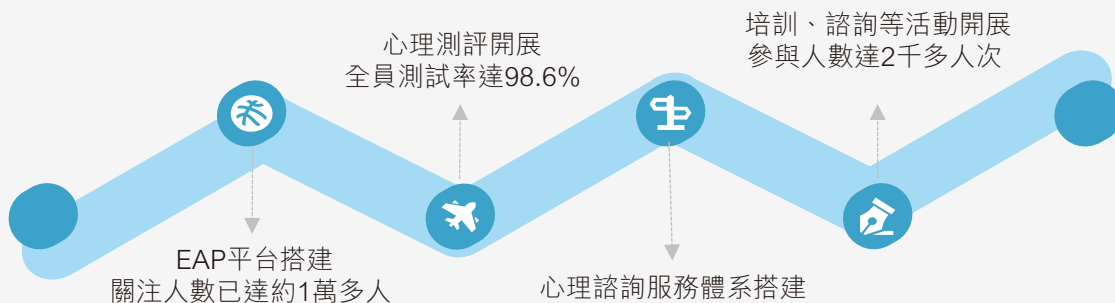 EAP平台搭建
關注人數已達約1萬多人
心理測評開展
全員測試率達98.6%
心理諮詢服務體系搭建
培訓、諮詢等活動開展
參與人數達2千多人次